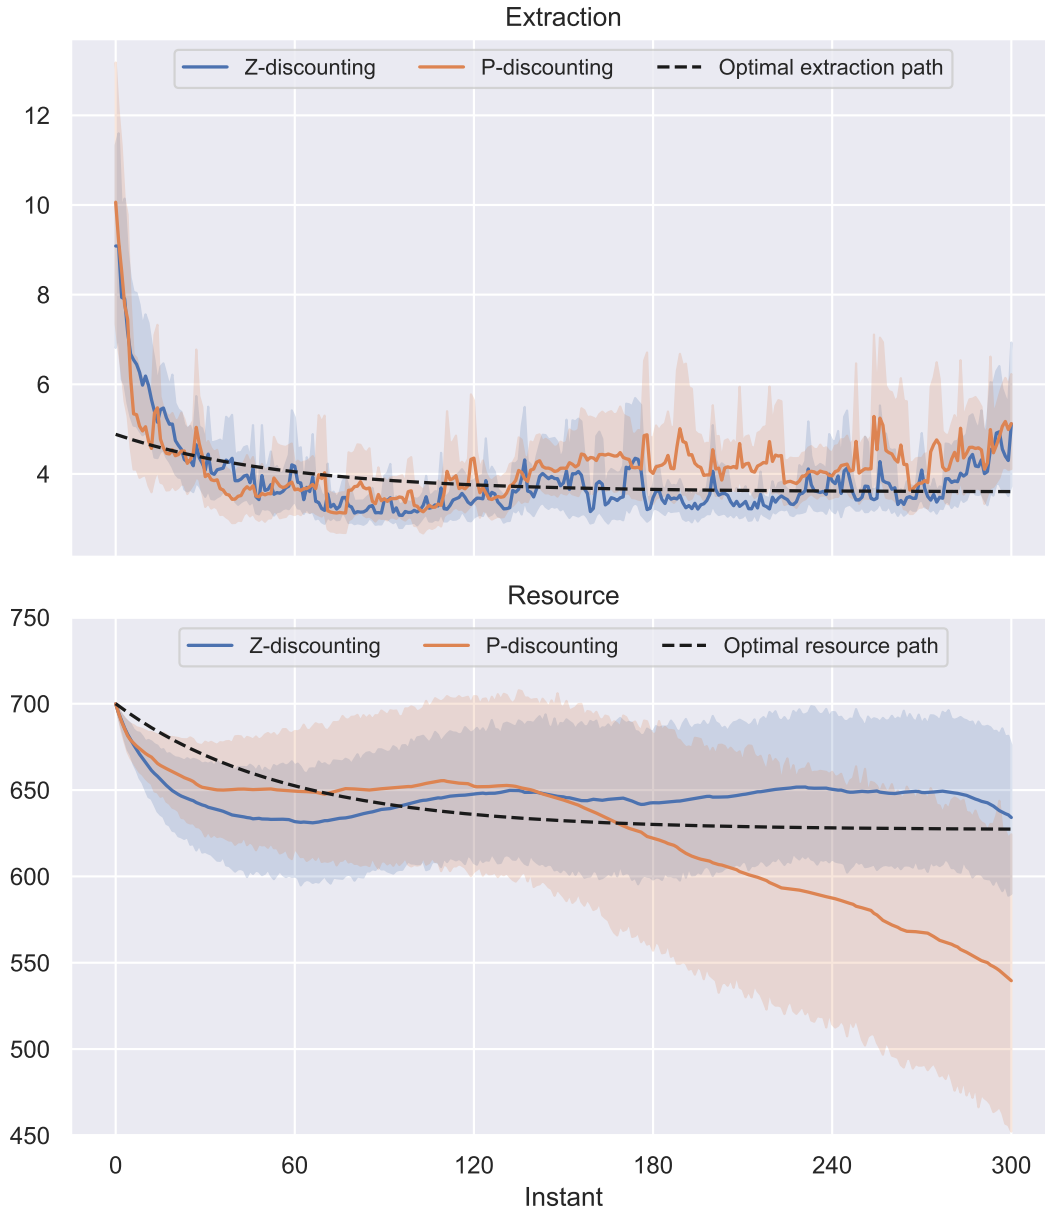 Extraction
Z-discounting P-discounting Optimal extraction path
12
10
8
6
4
Resource
750
Z-discounting P-discounting Optimal resource path
700
650
600
550
500
450
0 60 120 180 240 300
Instant